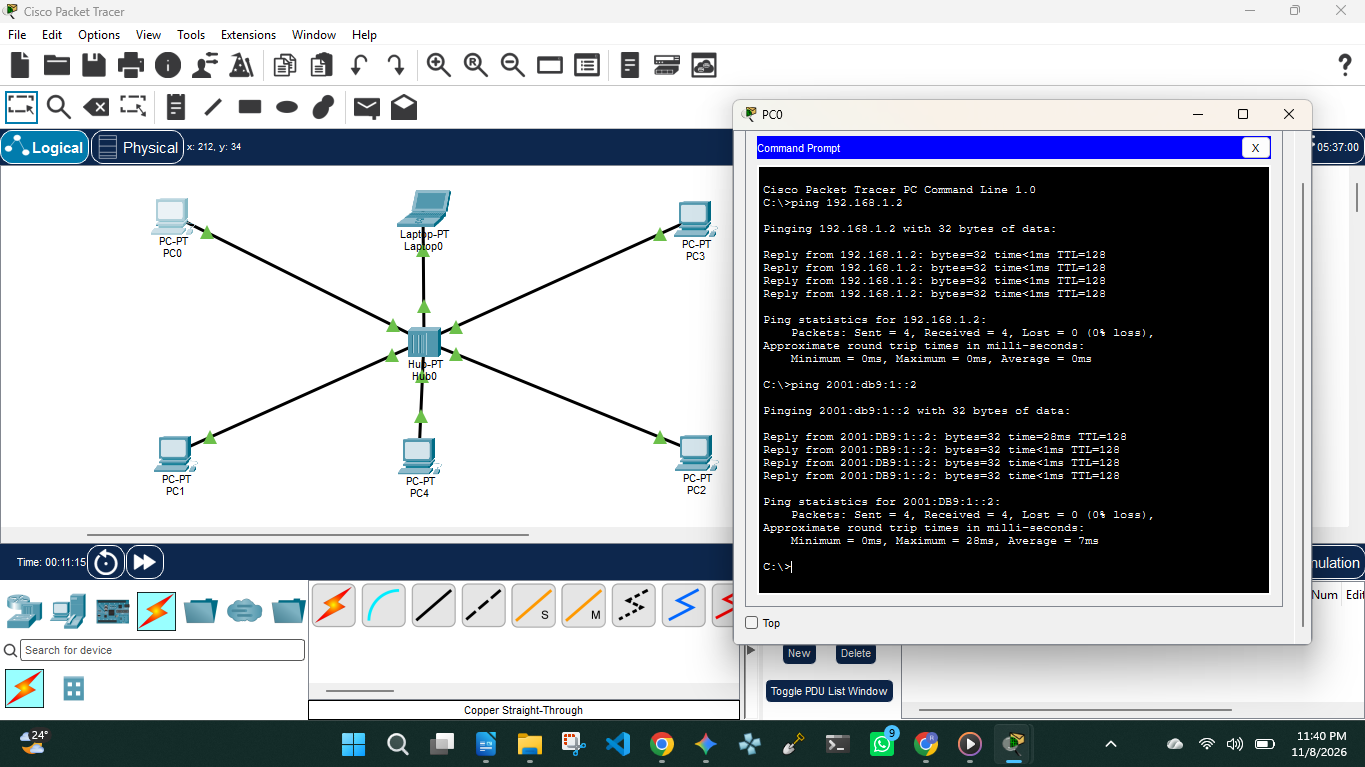 Cisco Packet Tracer
File Edit Options View Tools Extensions Window Help
R
?
Logical Physical x: 212, y: 34
05:37:00
PC-PT
PC0
Laptop-PT
Laptop0
PC-PT
PC3
Hub-PT
Hub0
PC-PT
PC1
PC-PT
PC4
PC-PT
PC2
PC0
Command Prompt X
Cisco Packet Tracer PC Command Line 1.0
C:\>ping 192.168.1.2
Pinging 192.168.1.2 with 32 bytes of data:
Reply from 192.168.1.2: bytes=32 time<1ms TTL=128
Reply from 192.168.1.2: bytes=32 time<1ms TTL=128
Reply from 192.168.1.2: bytes=32 time<1ms TTL=128
Reply from 192.168.1.2: bytes=32 time<1ms TTL=128
Ping statistics for 192.168.1.2:
Packets: Sent = 4, Received = 4, Lost = 0 (0% loss),
Approximate round trip times in milli-seconds:
Minimum = 0ms, Maximum = 0ms, Average = 0ms
C:\>ping 2001:db9:1::2
Pinging 2001:db9:1::2 with 32 bytes of data:
Reply from 2001:DB9:1::2: bytes=32 time=28ms TTL=128
Reply from 2001:DB9:1::2: bytes=32 time<1ms TTL=128
Reply from 2001:DB9:1::2: bytes=32 time<1ms TTL=128
Reply from 2001:DB9:1::2: bytes=32 time<1ms TTL=128
Ping statistics for 2001:DB9:1::2:
Packets: Sent = 4, Received = 4, Lost = 0 (0% loss),
Approximate round trip times in milli-seconds:
Minimum = 0ms, Maximum = 28ms, Average = 7ms
C:\>
Top
Time: 00:11:15
nulation
Num Edit
S M
Search for device
New Delete
Toggle PDU List Window
Copper Straight-Through
24°
9
11:40 PM
11/8/2026